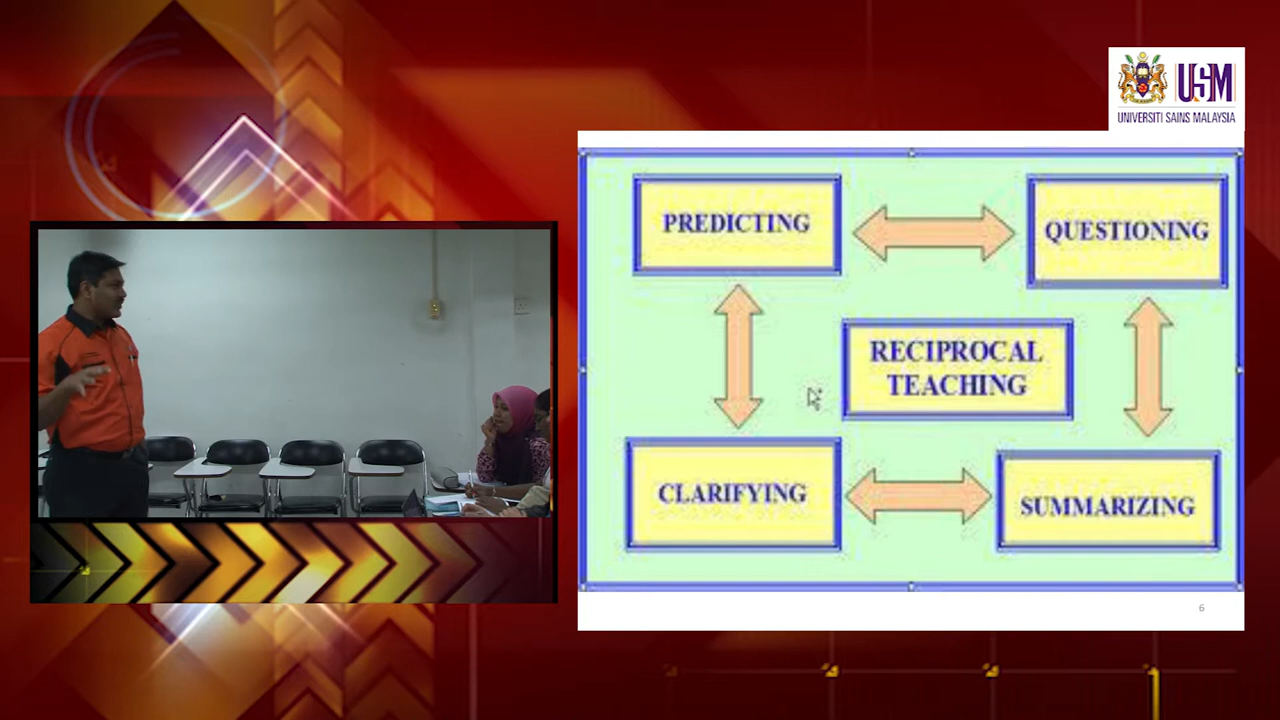 USM
UNIVERSITI SAINS MALAYSIA
PREDICTING
QUESTIONING
RECIPROCAL
TEACHING
CLARIFYING
SUMMARIZING
6